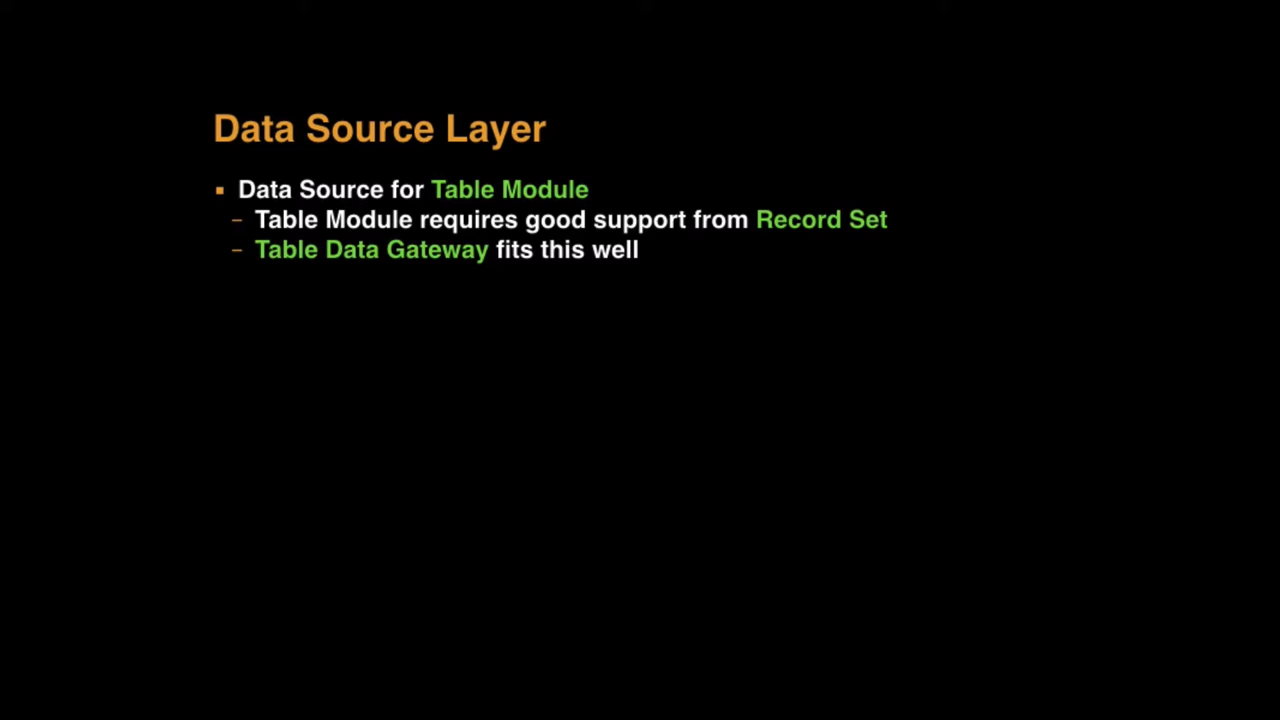 Data Source Layer
▪ Data Source for Table Module
– Table Module requires good support from Record Set
– Table Data Gateway fits this well